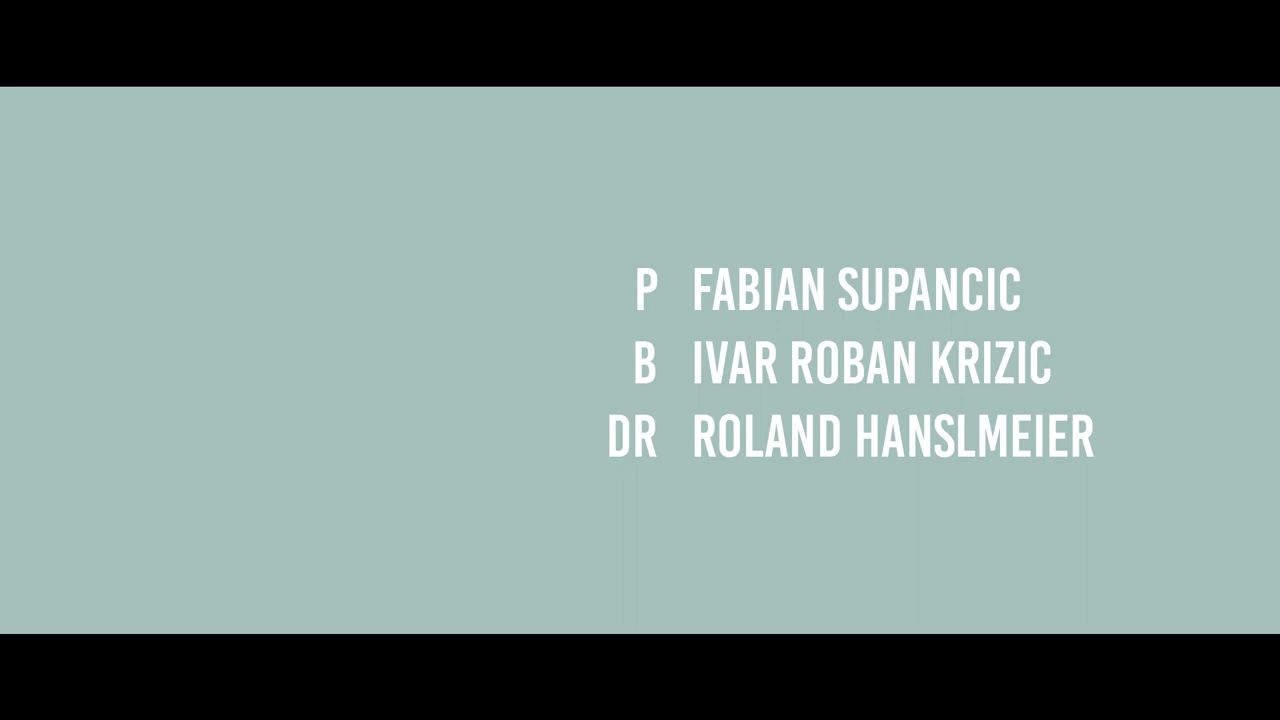 P FABIAN SUPANCIC
B IVAR ROBAN KRIZIC
DR ROLAND HANSLMEIER